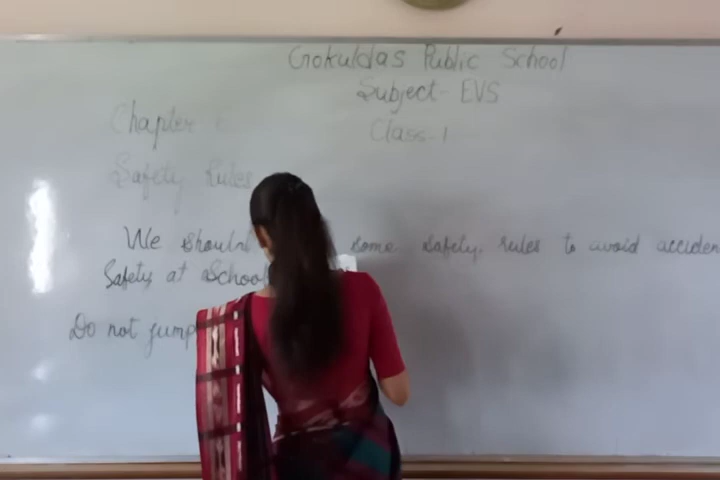 Gokuldas Public School
Subject- EVS
Class-1
Chapter
Safety Rules
We should some safety rules to avoid acciden
Safety at School
Do not jump